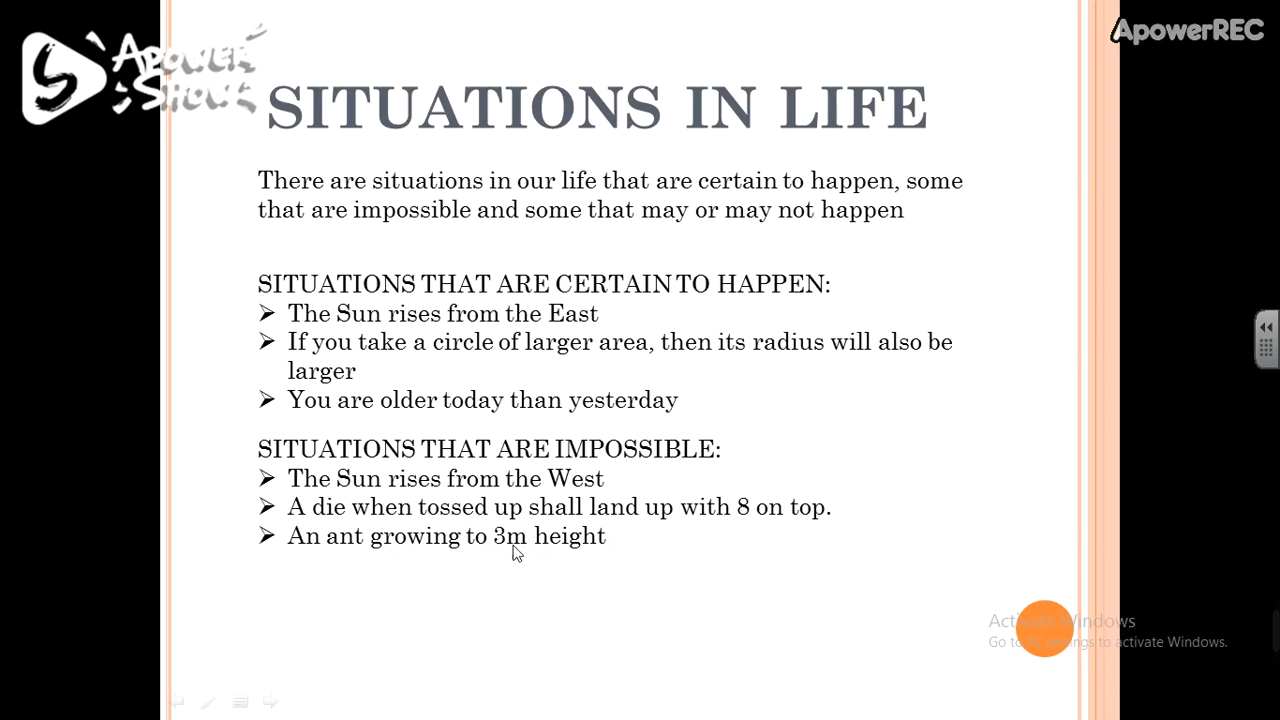 ApowerREC
APOWER
SHOW
SITUATIONS IN LIFE
There are situations in our life that are certain to happen, some
that are impossible and some that may or may not happen
SITUATIONS THAT ARE CERTAIN TO HAPPEN:
The Sun rises from the East
If you take a circle of larger area, then its radius will also be
larger
You are older today than yesterday
SITUATIONS THAT ARE IMPOSSIBLE:
The Sun rises from the West
A die when tossed up shall land up with 8 on top.
An ant growing to 3m height
Activate Windows
Go to PC settings to activate Windows.